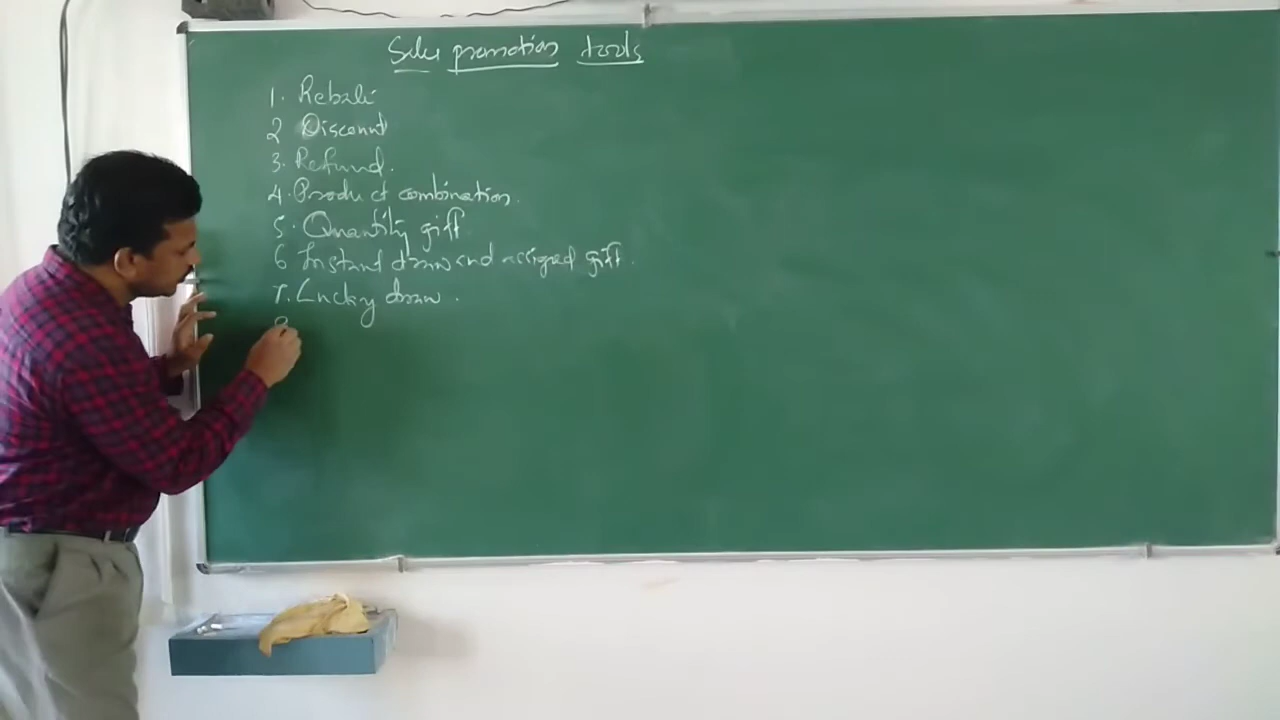 Sales promotion tools
1. Rebate
2 Discount
3. Refund.
4. Product combination.
5. Quantity gift
6 Instant draw and assigned gift.
7. Lucky draw.
8